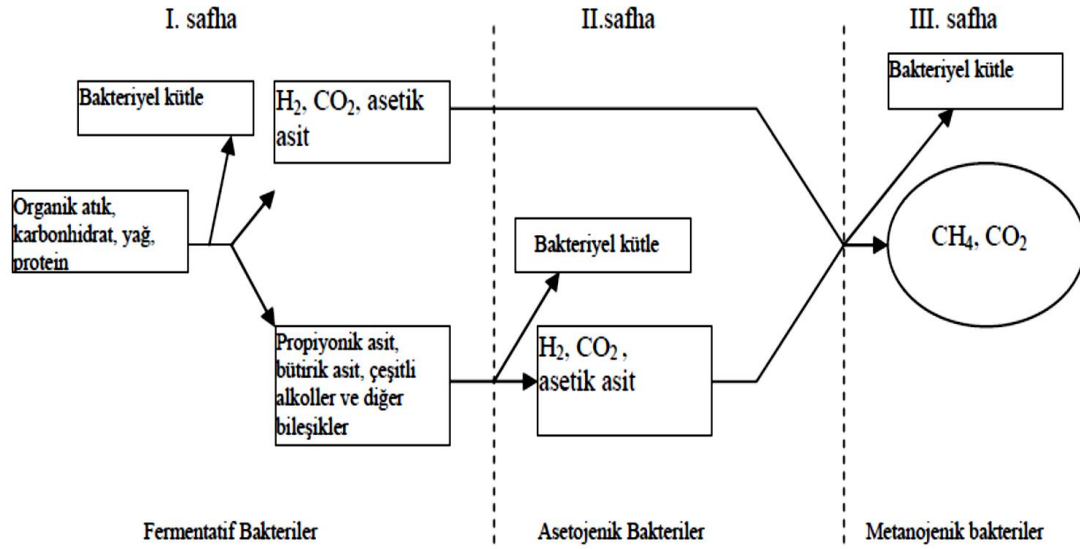 I. safha
II.safha
III. safha
Bakteriyel kütle
H₂, CO₂, asetik
asit
Bakteriyel kütle
Organik atık,
karbonhidrat, yağ,
protein
Bakteriyel kütle
CH₄, CO₂
Propiyonik asit,
bütirik asit, çeşitli
alkoller ve diğer
bileşikler
H₂, CO₂ ,
asetik asit
Fermentatif Bakteriler
Asetojenik Bakteriler
Metanojenik bakteriler